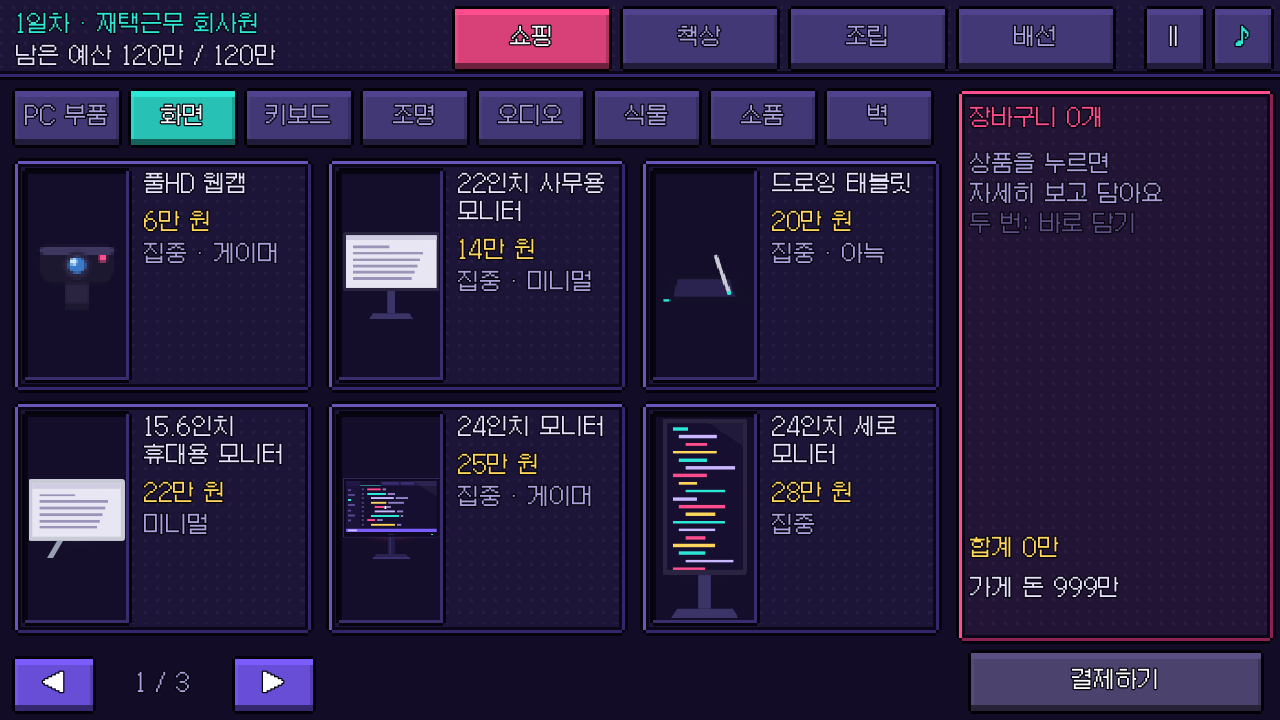 1일차 · 재택근무 회사원
남은 예산 120만 / 120만
쇼핑
책상
조립
배선
PC 부품
화면
키보드
조명
오디오
식물
소품
벽
풀HD 웹캠
6만 원
집중 · 게이머
22인치 사무용
모니터
14만 원
집중 · 미니멀
드로잉 태블릿
20만 원
집중 · 아늑
15.6인치
휴대용 모니터
22만 원
미니멀
24인치 모니터
25만 원
집중 · 게이머
24인치 세로
모니터
28만 원
집중
1 / 3
장바구니 0개
상품을 누르면
자세히 보고 담아요
두 번: 바로 담기
합계 0만
가게 돈 999만
결제하기